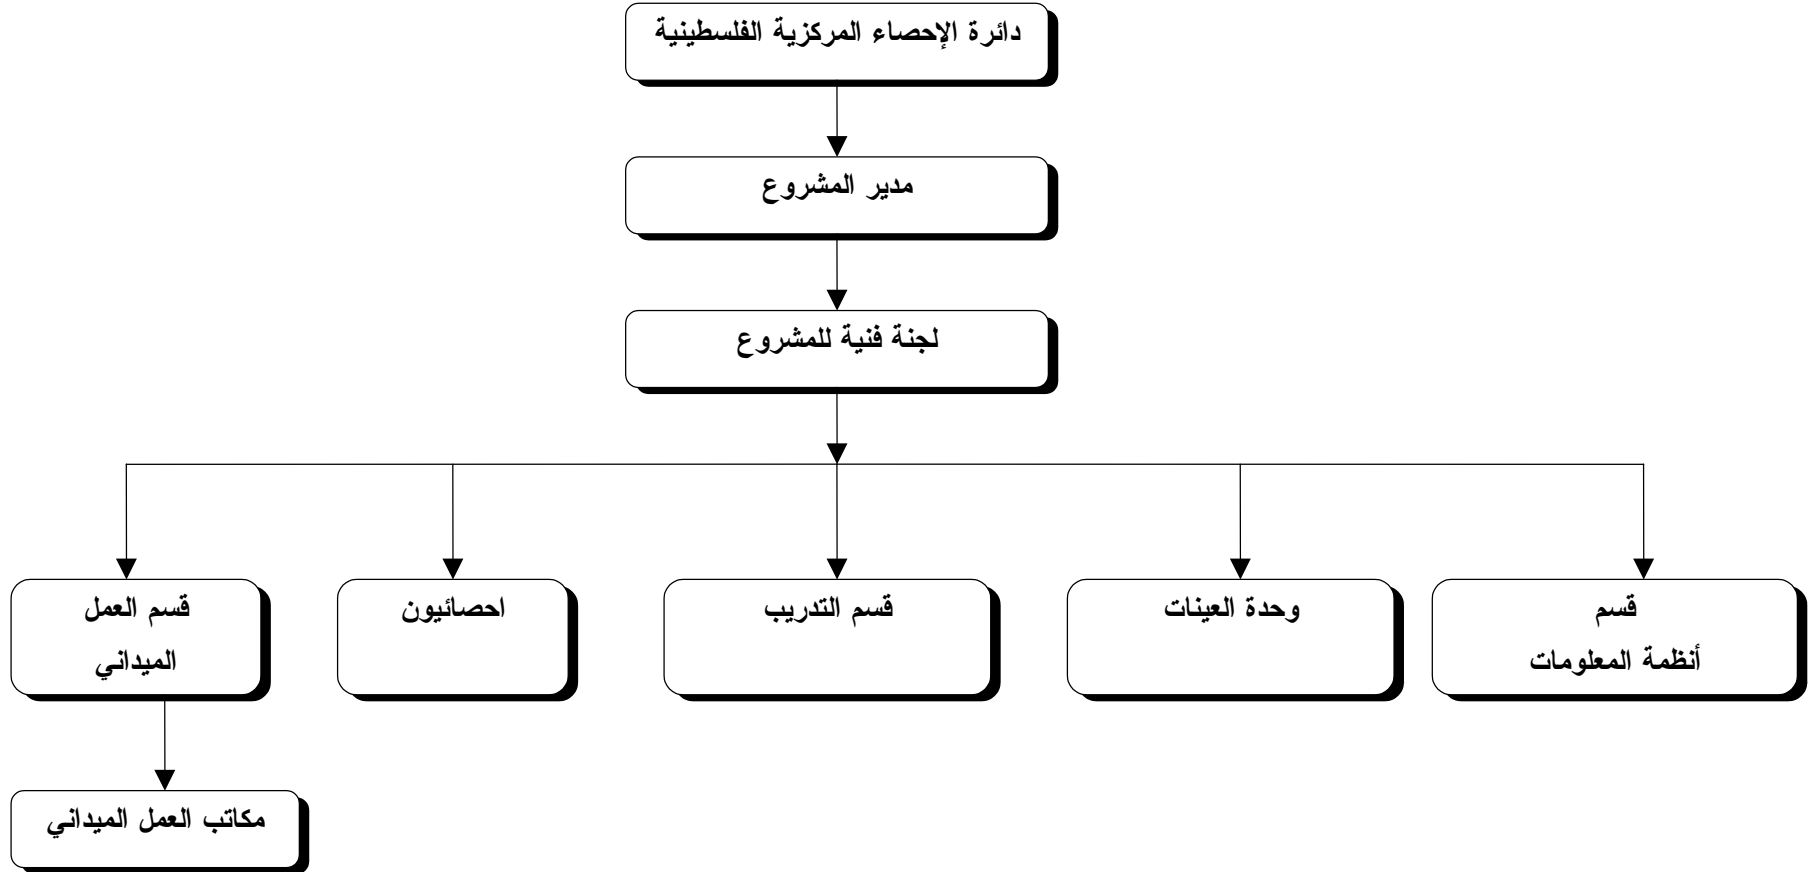 دائرة الإحصاء المركزية الفلسطينية
مدير المشروع
لجنة فنية للمشروع
قسم
أنظمة المعلومات
وحدة العينات
قسم التدريب
احصائيون
قسم العمل
الميداني
مكاتب العمل الميداني